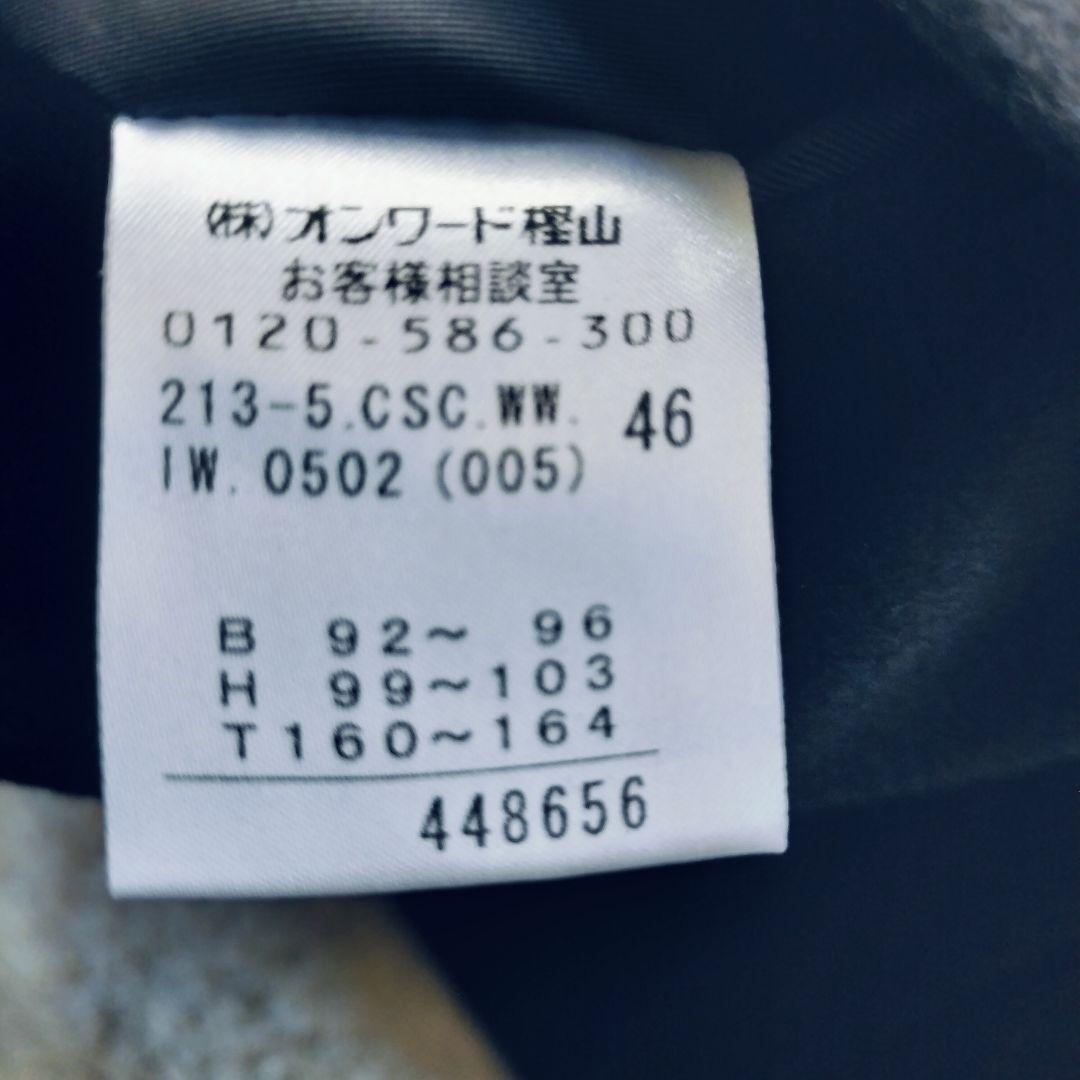 (株)オンワード樫山
お客様相談室
0120-586-300
213-5.CSC.WW. 46
IW. 0502 (005)
B 92~ 96
H 99~103
T160~164
448656